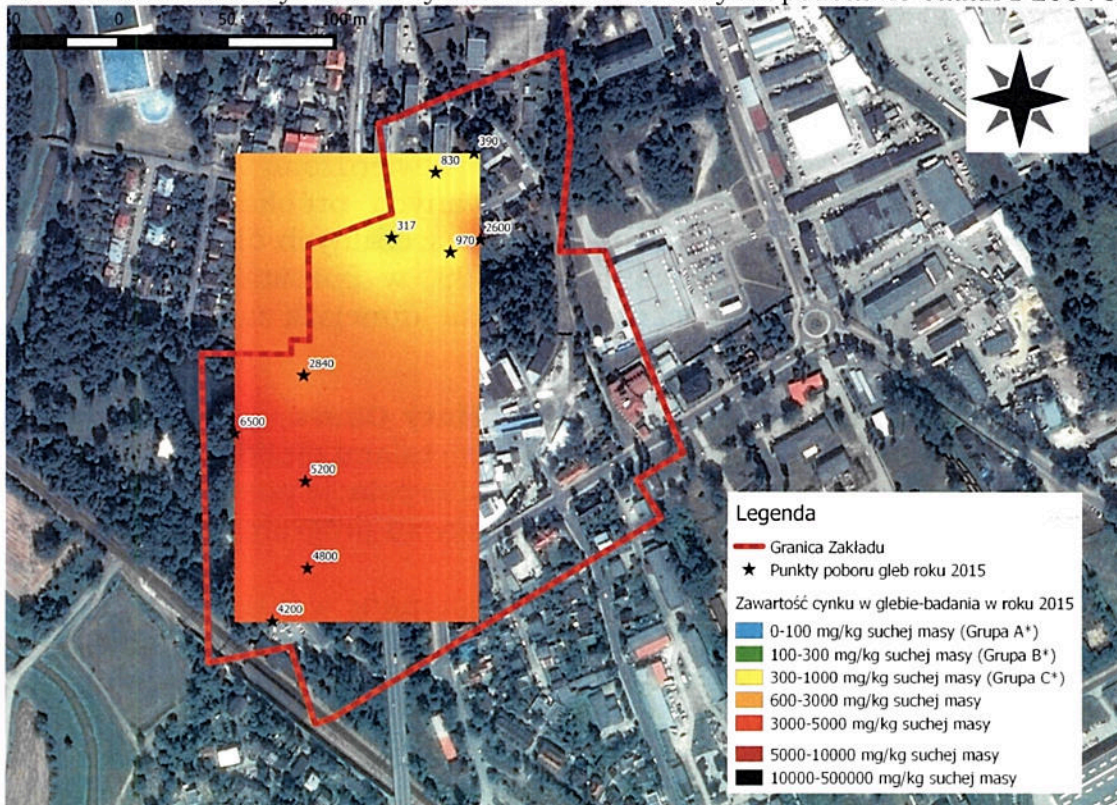 50 0 50 100 m
390
830
317
2600
970
2840
6500
5200
4800
4200
Legenda
Granica Zakładu
Punkty poboru gleb roku 2015
Zawartość cynku w glebie-badania w roku 2015
0-100 mg/kg suchej masy (Grupa A*)
100-300 mg/kg suchej masy (Grupa B*)
300-1000 mg/kg suchej masy (Grupa C*)
600-3000 mg/kg suchej masy
3000-5000 mg/kg suchej masy
5000-10000 mg/kg suchej masy
10000-500000 mg/kg suchej masy